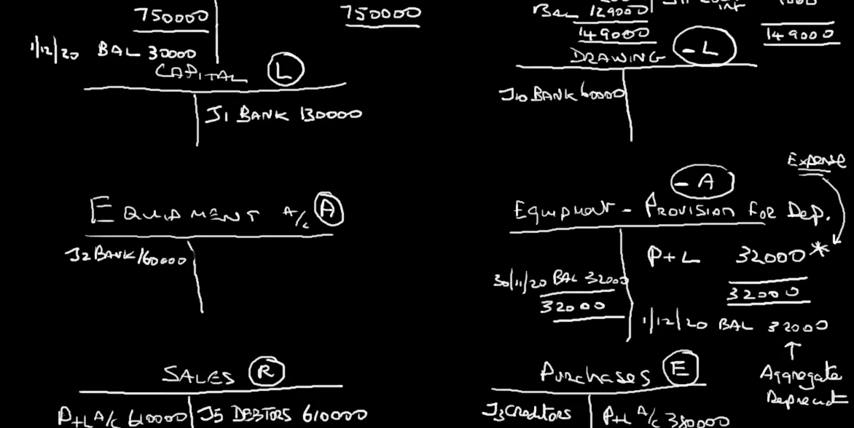 750000 750000
BAL 129000
149000 149000
1/12/20 BAL 30000
CAPITAL L
DRAWING -L
J1 BANK 130000
J10 BANK 60000
Expense
-A
EQUIPMENT A/C A
Equipment - PROVISION FOR DEP.
J2 BANK 160000
P+L 32000 *
30/11/20 BAL 32000
32000
32000
1/12/20 BAL 32000
SALES R
Purchases E
Aggregate
P+L A/C 610000 J5 DEBTORS 610000
J3 Creditors P+L A/C 380000